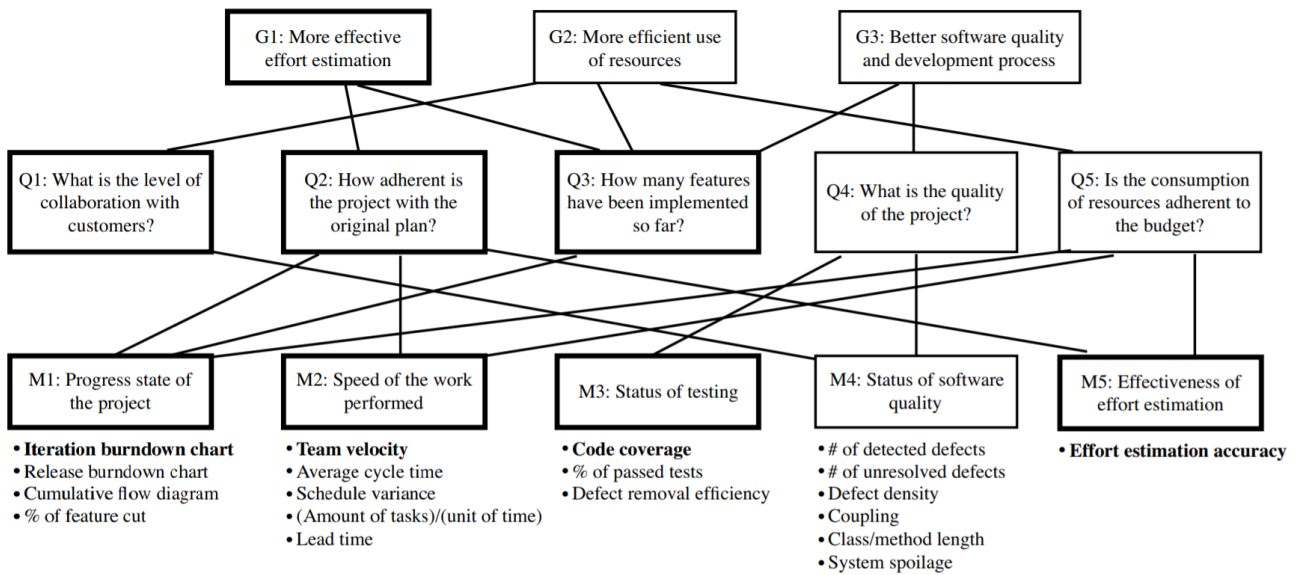 G1: More effective
effort estimation
G2: More efficient use
of resources
G3: Better software quality
and development process
Q1: What is the level of
collaboration with
customers?
Q2: How adherent is
the project with the
original plan?
Q3: How many features
have been implemented
so far?
Q4: What is the quality
of the project?
Q5: Is the consumption
of resources adherent to
the budget?
M1: Progress state of
the project
M2: Speed of the work
performed
M3: Status of testing
M4: Status of software
quality
M5: Effectiveness of
effort estimation
• Iteration burndown chart
• Release burndown chart
• Cumulative flow diagram
• % of feature cut
• Team velocity
• Average cycle time
• Schedule variance
• (Amount of tasks)/(unit of time)
• Lead time
• Code coverage
• % of passed tests
• Defect removal efficiency
• # of detected defects
• # of unresolved defects
• Defect density
• Coupling
• Class/method length
• System spoilage
• Effort estimation accuracy